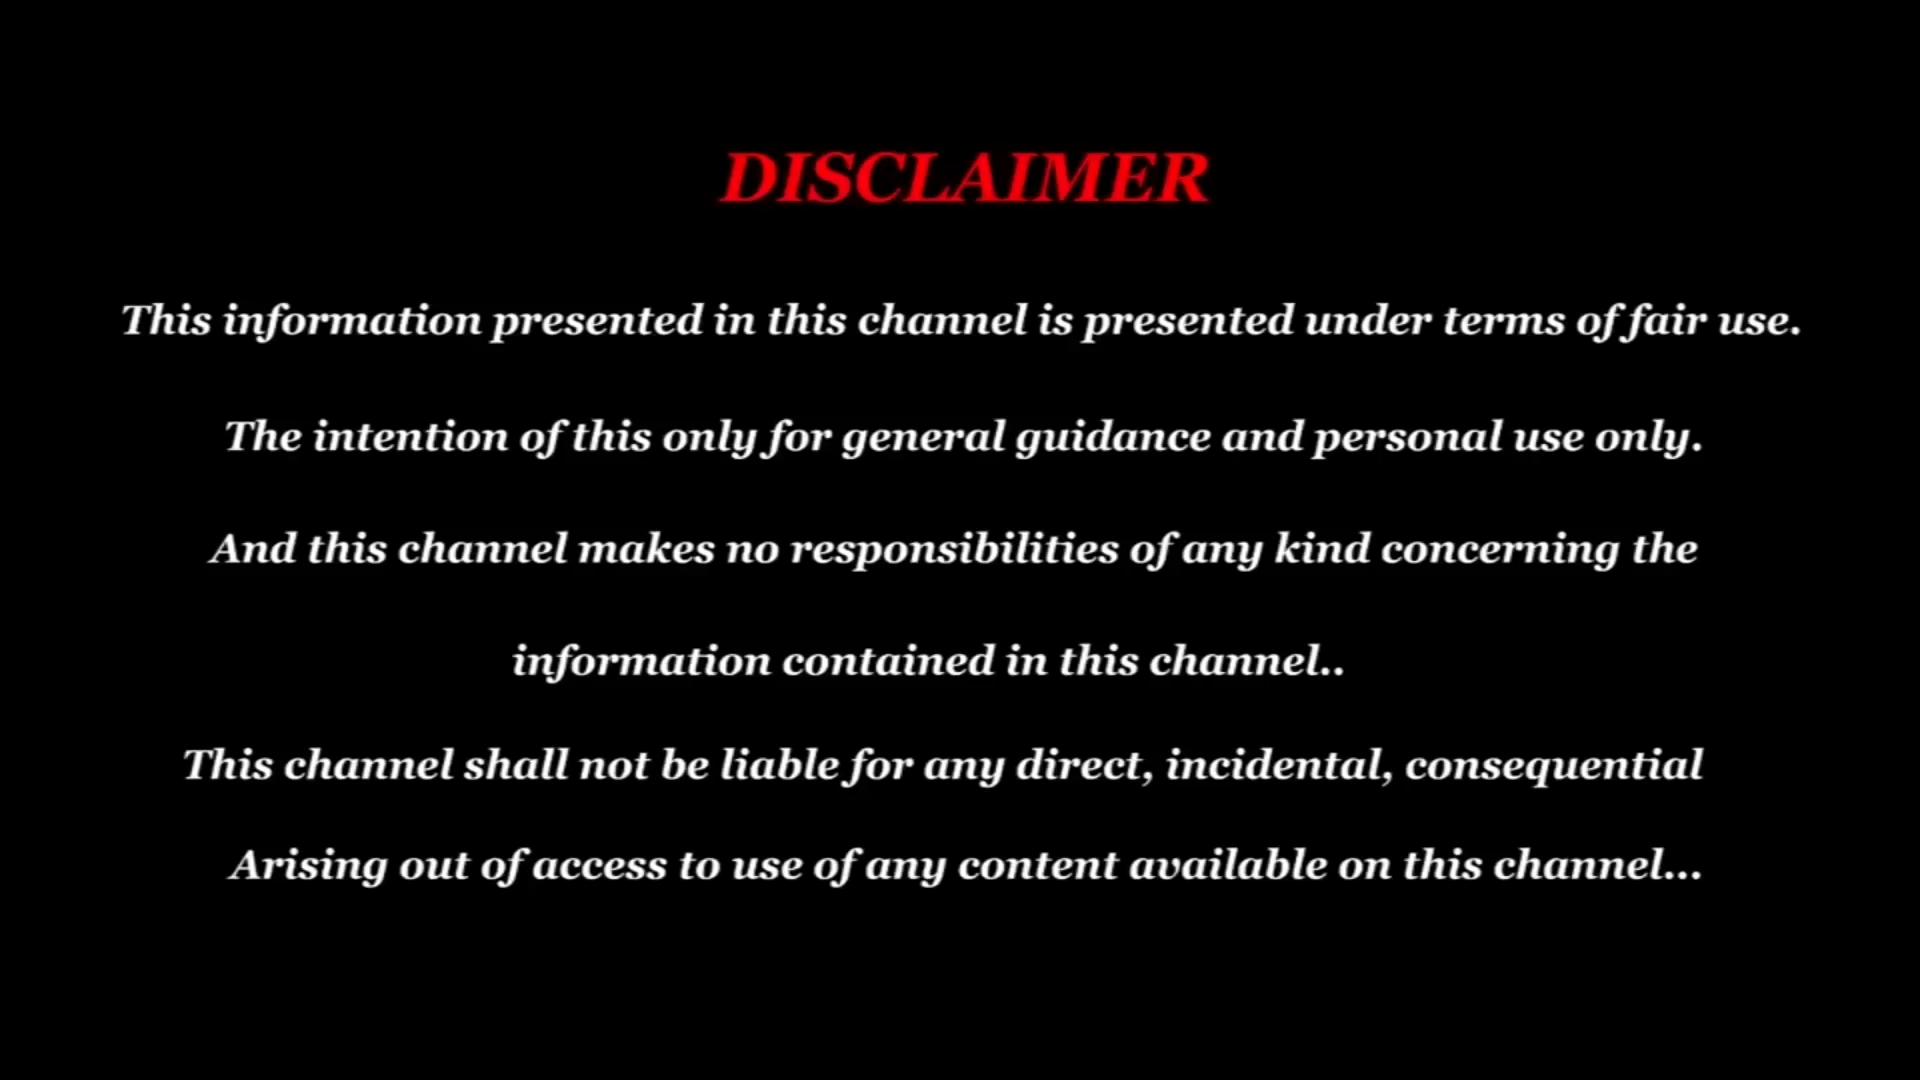 DISCLAIMER
This information presented in this channel is presented under terms of fair use.
The intention of this only for general guidance and personal use only.
And this channel makes no responsibilities of any kind concerning the
information contained in this channel..
This channel shall not be liable for any direct, incidental, consequential
Arising out of access to use of any content available on this channel...